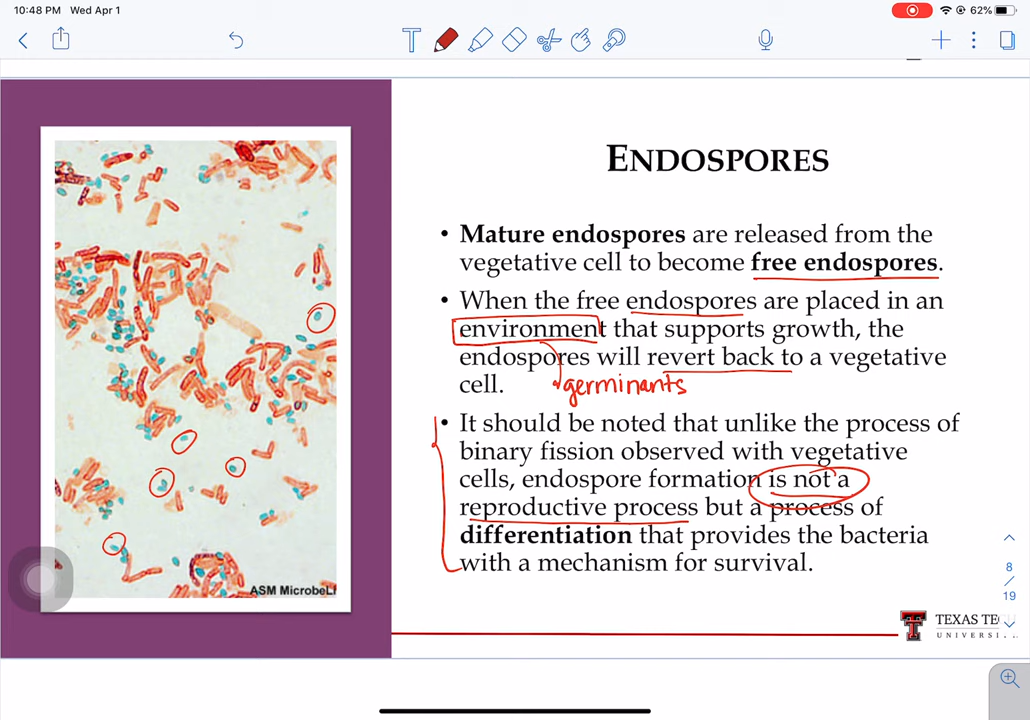 10:48 PM Wed Apr 1
62%
T
ENDOSPORES
• Mature endospores are released from the
vegetative cell to become free endospores.
• When the free endospores are placed in an
environment that supports growth, the
endospores will revert back to a vegetative
cell.
germinants
• It should be noted that unlike the process of
binary fission observed with vegetative
cells, endospore formation is not a
reproductive process but a process of
differentiation that provides the bacteria
with a mechanism for survival.
ASM MicrobeLi
8
/
19
TEXAS TEC
UNIVERSI